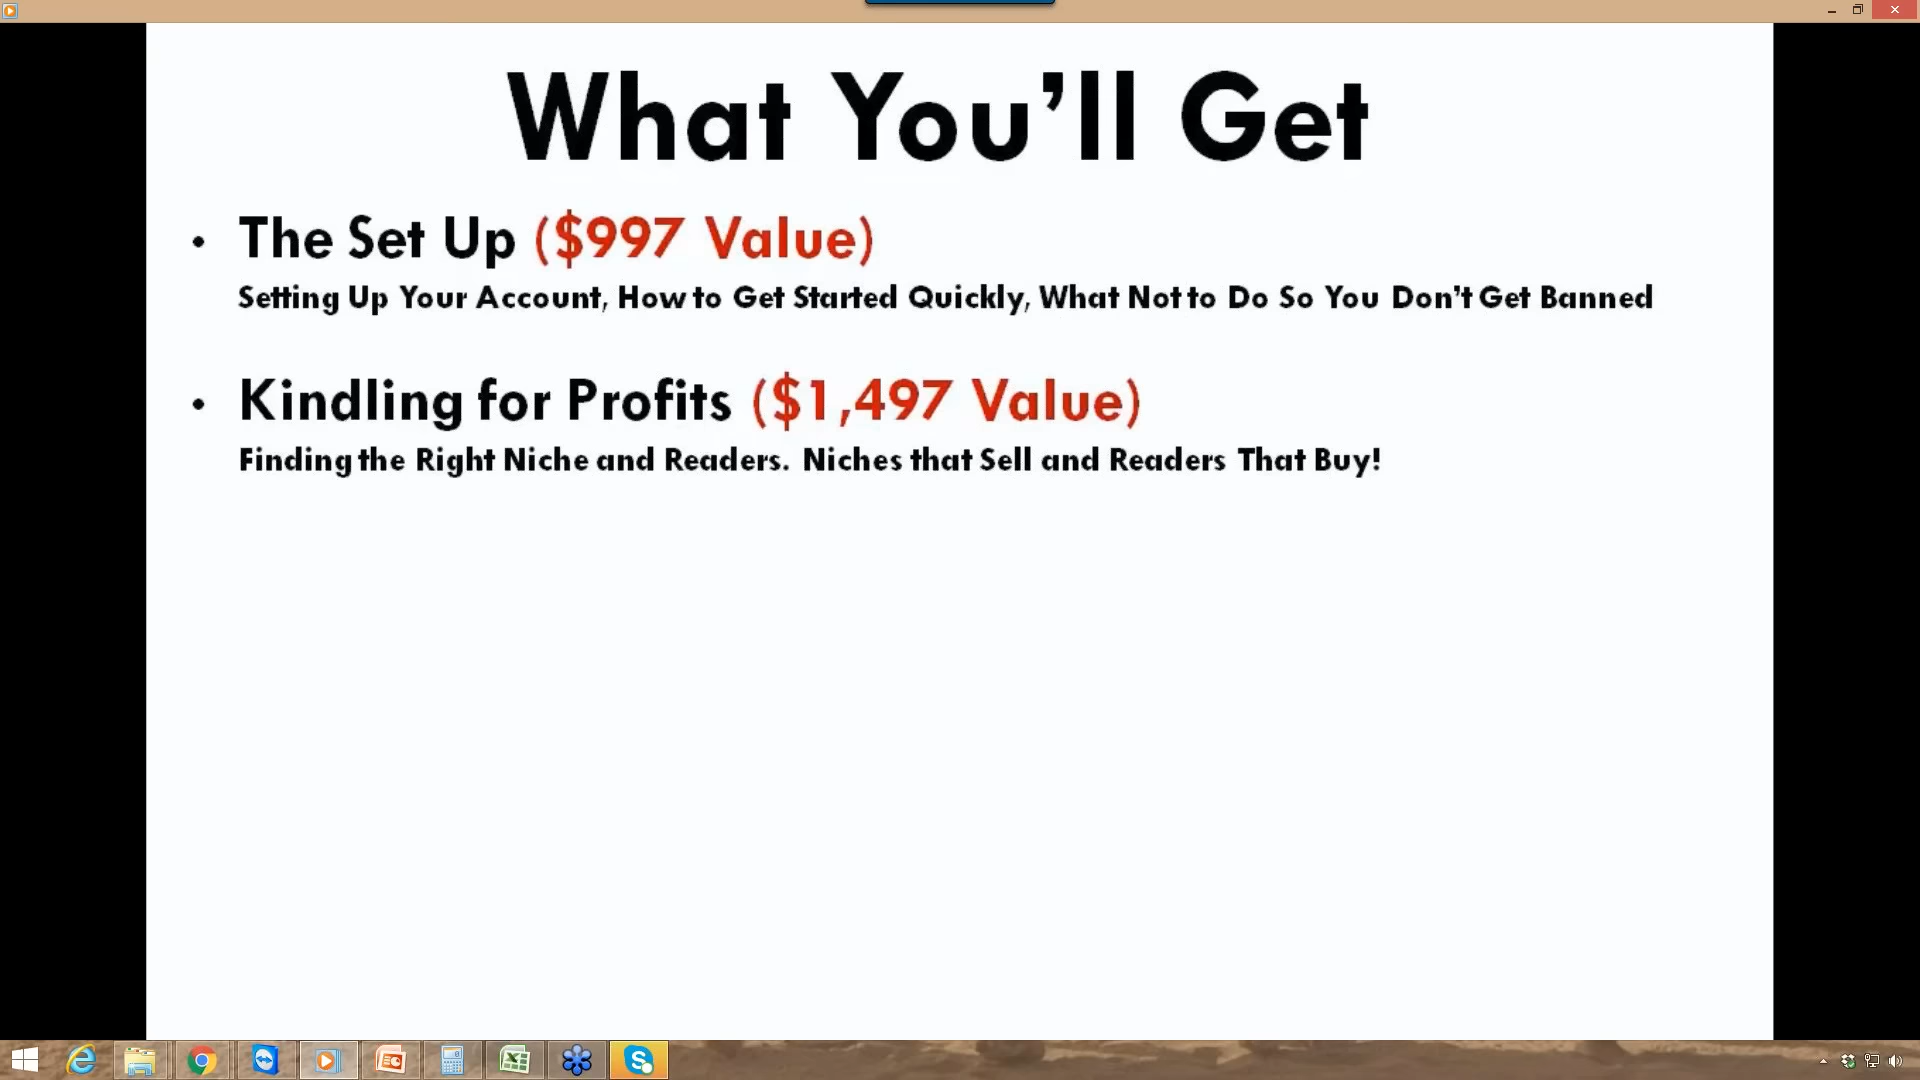 What You'll Get
• The Set Up ($997 Value)
Setting Up Your Account, How to Get Started Quickly, What Not to Do So You Don't Get Banned
• Kindling for Profits ($1,497 Value)
Finding the Right Niche and Readers. Niches that Sell and Readers That Buy!